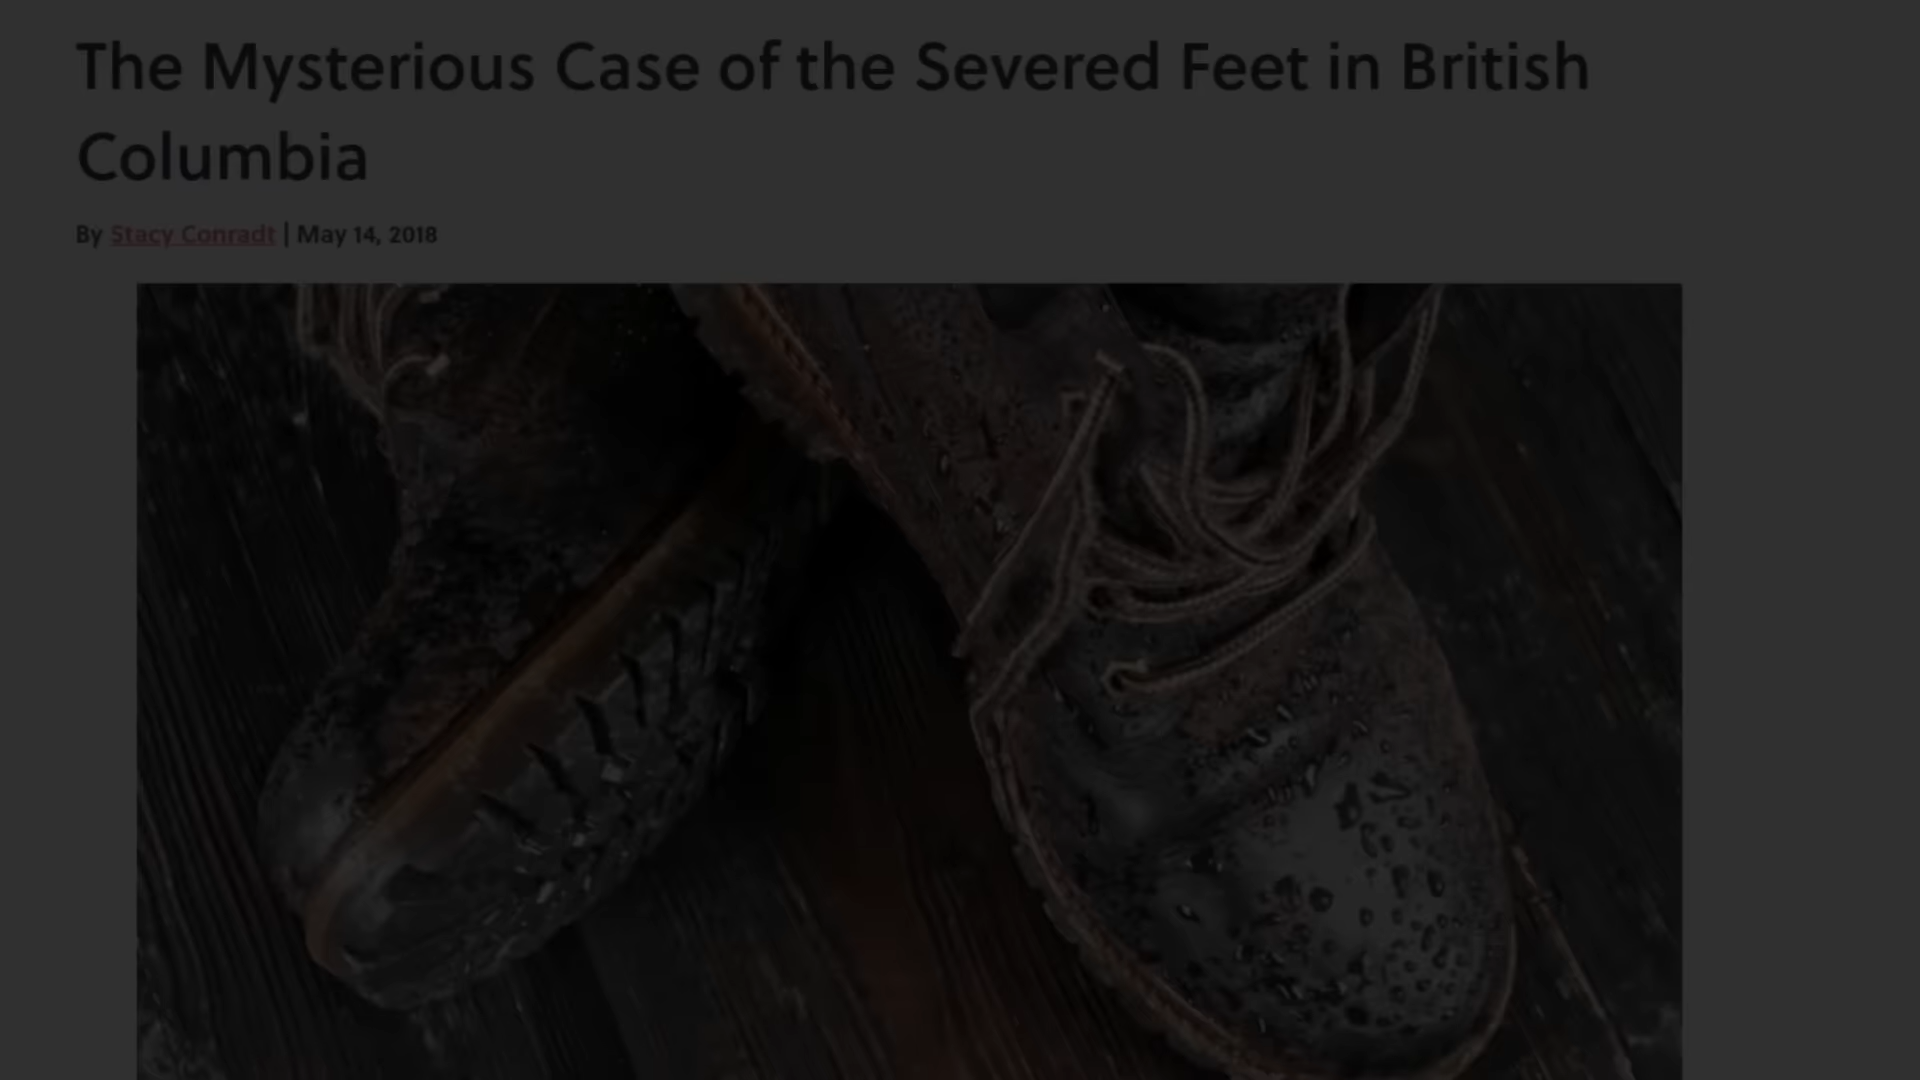 The Mysterious Case of the Severed Feet in British
Columbia
By Stacy Conradt | May 14, 2018